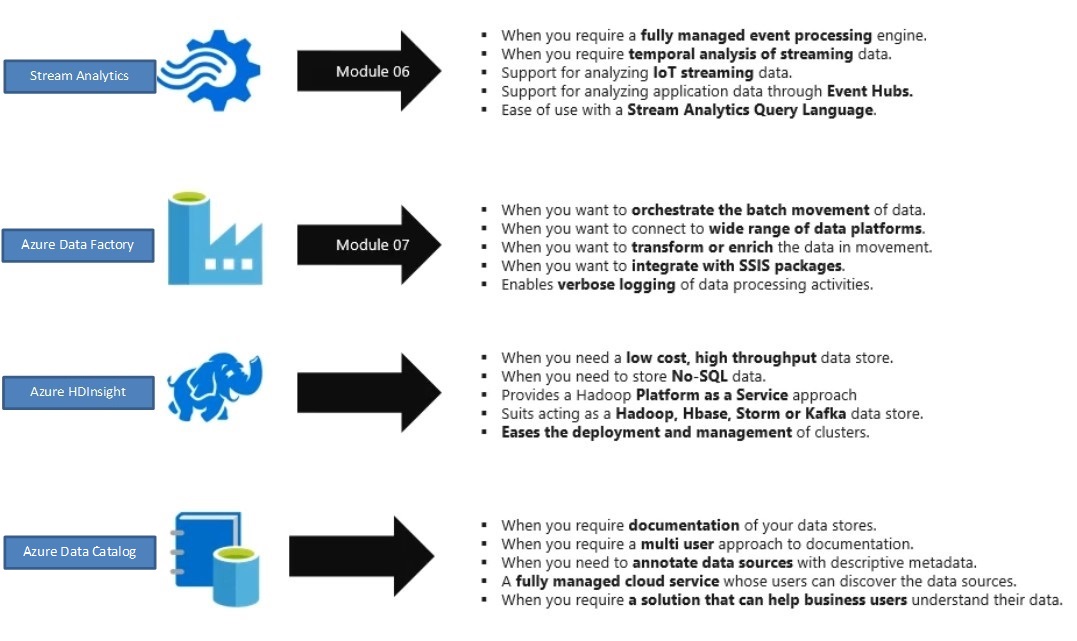 Stream Analytics
Module 06
▪ When you require a fully managed event processing engine.
▪ When you require temporal analysis of streaming data.
▪ Support for analyzing IoT streaming data.
▪ Support for analyzing application data through Event Hubs.
▪ Ease of use with a Stream Analytics Query Language.
Azure Data Factory
Module 07
▪ When you want to orchestrate the batch movement of data.
▪ When you want to connect to wide range of data platforms.
▪ When you want to transform or enrich the data in movement.
▪ When you want to integrate with SSIS packages.
▪ Enables verbose logging of data processing activities.
Azure HDInsight
▪ When you need a low cost, high throughput data store.
▪ When you need to store No-SQL data.
▪ Provides a Hadoop Platform as a Service approach
▪ Suits acting as a Hadoop, Hbase, Storm or Kafka data store.
▪ Eases the deployment and management of clusters.
Azure Data Catalog
▪ When you require documentation of your data stores.
▪ When you require a multi user approach to documentation.
▪ When you need to annotate data sources with descriptive metadata.
▪ A fully managed cloud service whose users can discover the data sources.
▪ When you require a solution that can help business users understand their data.